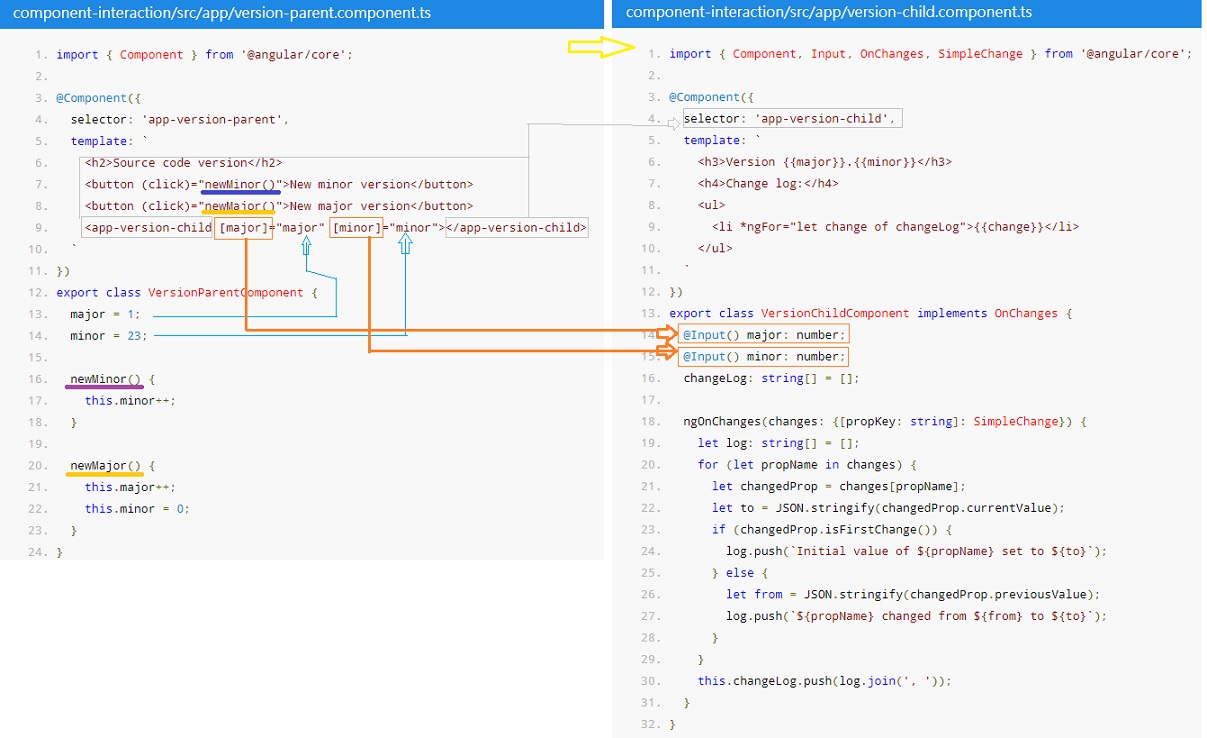 component-interaction/src/app/version-parent.component.ts
1. import { Component } from '@angular/core';
2.
3. @Component({
4. selector: 'app-version-parent',
5. template: `
6. <h2>Source code version</h2>
7. <button (click)="newMinor()">New minor version</button>
8. <button (click)="newMajor()">New major version</button>
9. <app-version-child [major]="major" [minor]="minor"></app-version-child>
10. `
11. })
12. export class VersionParentComponent {
13. major = 1;
14. minor = 23;
15.
16. newMinor() {
17. this.minor++;
18. }
19.
20. newMajor() {
21. this.major++;
22. this.minor = 0;
23. }
24. }
component-interaction/src/app/version-child.component.ts
1. import { Component, Input, OnChanges, SimpleChange } from '@angular/core';
2.
3. @Component({
4. selector: 'app-version-child',
5. template: `
6. <h3>Version {{major}}.{{minor}}</h3>
7. <h4>Change log:</h4>
8. <ul>
9. <li *ngFor="let change of changeLog">{{change}}</li>
10. </ul>
11. `
12. })
13. export class VersionChildComponent implements OnChanges {
14. @Input() major: number;
15. @Input() minor: number;
16. changeLog: string[] = [];
17.
18. ngOnChanges(changes: {[propKey: string]: SimpleChange}) {
19. let log: string[] = [];
20. for (let propName in changes) {
21. let changedProp = changes[propName];
22. let to = JSON.stringify(changedProp.currentValue);
23. if (changedProp.isFirstChange()) {
24. log.push(`Initial value of ${propName} set to ${to}`);
25. } else {
26. let from = JSON.stringify(changedProp.previousValue);
27. log.push(`${propName} changed from ${from} to ${to}`);
28. }
29. }
30. this.changeLog.push(log.join(', '));
31. }
32. }